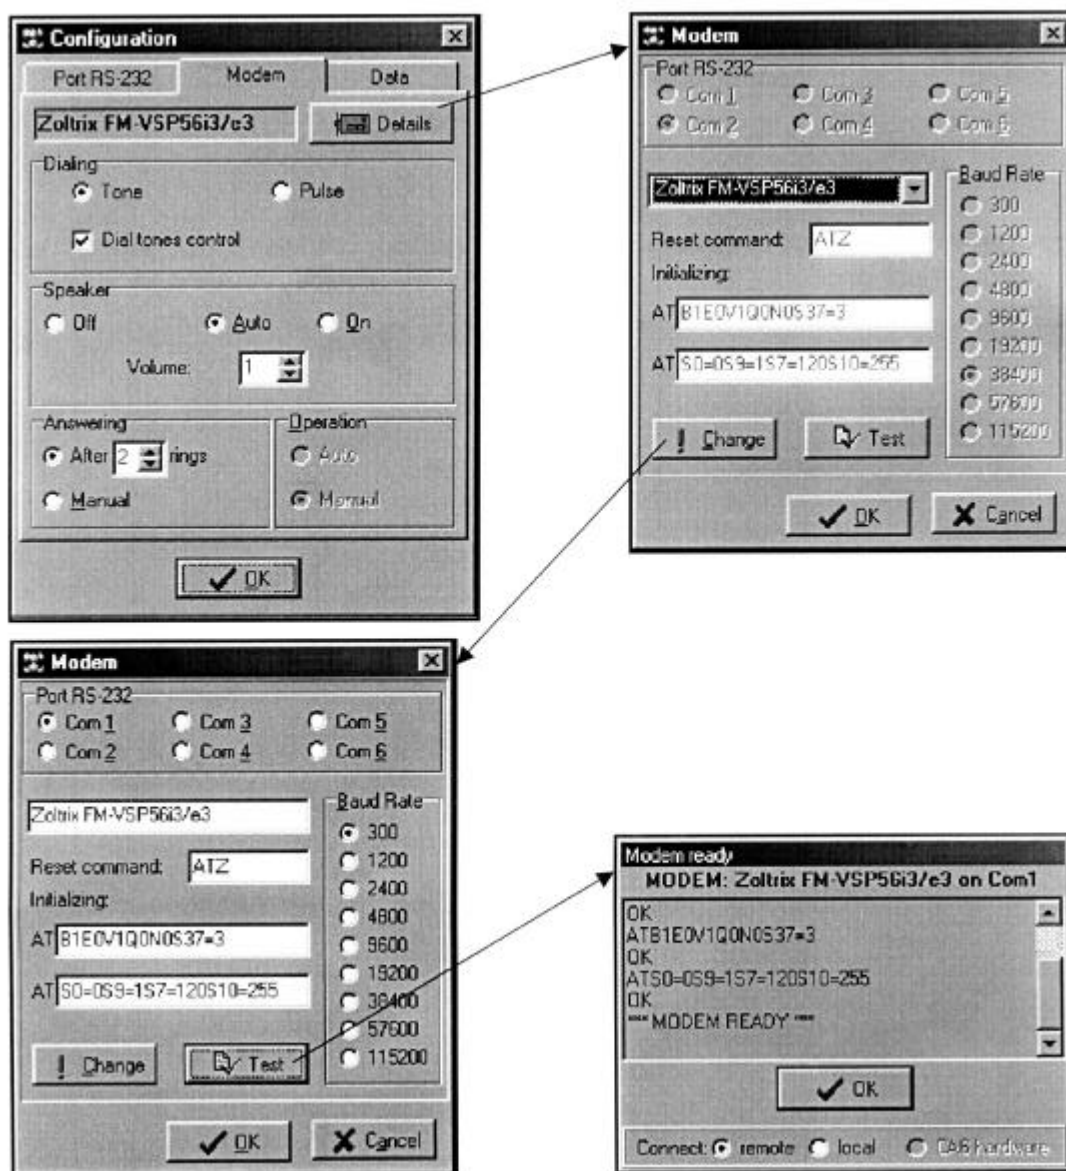 Configuration
Port RS-232 Modem Data
Zoltrix FM-VSP56i3/e3 Details
Dialing
Tone Pulse
Dial tones control
Speaker
Off Auto On
Volume: 1
Answering Operation
After 2 rings Auto
Manual Manual
OK
Modem
Port RS-232
Com 1 Com 3 Com 5
Com 2 Com 4 Com 6
Zoltrix FM-VSP56i3/e3
Baud Rate
300
1200
2400
4800
9600
19200
38400
57600
115200
Reset command: ATZ
Initializing:
AT B1E0V1Q0N0S37=3
AT S0=0S9=1S7=120S10=255
! Change Test
OK Cancel
Modem
Port RS-232
Com 1 Com 3 Com 5
Com 2 Com 4 Com 6
Zoltrix FM-VSP56i3/e3
Baud Rate
300
1200
2400
4800
9600
19200
38400
57600
115200
Reset command: ATZ
Initializing:
AT B1E0V1Q0N0S37=3
AT S0=0S9=1S7=120S10=255
! Change Test
OK Cancel
Modem ready
MODEM: Zoltrix FM-VSP56i3/e3 on Com1
OK
ATB1E0V1Q0N0S37=3
OK
ATS0=0S9=1S7=120S10=255
OK
*** MODEM READY ***
OK
Connect: remote local CA6 hardware